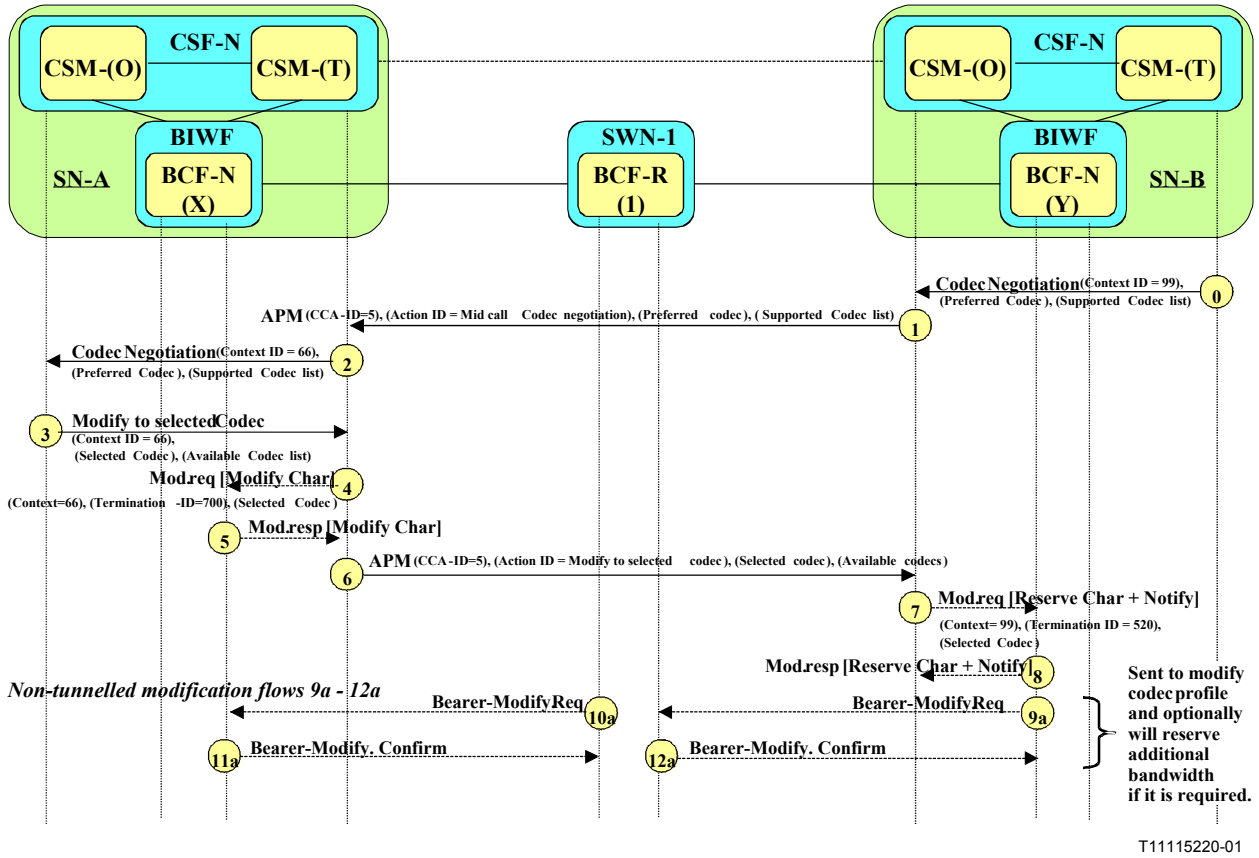 CSF-N
CSM-(O)
CSM-(T)
BIWF
BCF-N
(X)
SN-A
SWN-1
BCF-R
(1)
CSF-N
CSM-(O)
CSM-(T)
BIWF
BCF-N
(Y)
SN-B
Codec Negotiation (Context ID = 99),
(Preferred Codec), (Supported Codec list)
0
APM (CCA-ID=5), (Action ID = Mid call Codec negotiation), (Preferred codec), (Supported Codec list)
1
Codec Negotiation (Context ID = 66),
(Preferred Codec), (Supported Codec list)
2
3
Modify to selected Codec
(Context ID = 66),
(Selected Codec), (Available Codec list)
Mod.req [Modify Char]
4
(Context=66), (Termination -ID=700), (Selected Codec)
5
Mod.resp [Modify Char]
6
APM (CCA-ID=5), (Action ID = Modify to selected codec), (Selected codec), (Available codecs)
7
Mod.req [Reserve Char + Notify]
(Context= 99), (Termination ID = 520),
(Selected Codec)
Mod.resp [Reserve Char + Notify]
8
Non-tunnelled modification flows 9a - 12a
Bearer-Modify.Req
10a
Bearer-Modify.Req
9a
11a
Bearer-Modify. Confirm
12a
Bearer-Modify. Confirm
Sent to modify
codec profile
and optionally
will reserve
additional
bandwidth
if it is required.
T11115220-01